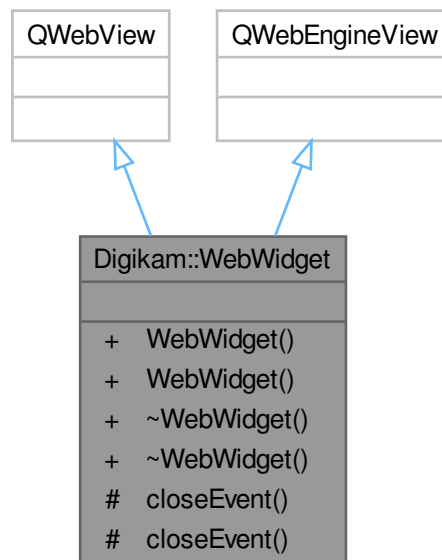 QWebView
QWebEngineView
Digikam::WebWidget
+ WebWidget()
+ WebWidget()
+ ~WebWidget()
+ ~WebWidget()
# closeEvent()
# closeEvent()